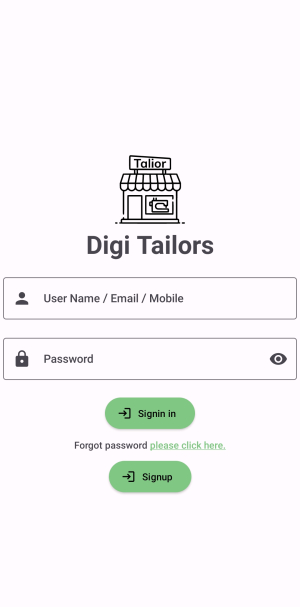 Talior
Digi Tailors
User Name / Email / Mobile
Password
Signin in
Forgot password please click here.
Signup